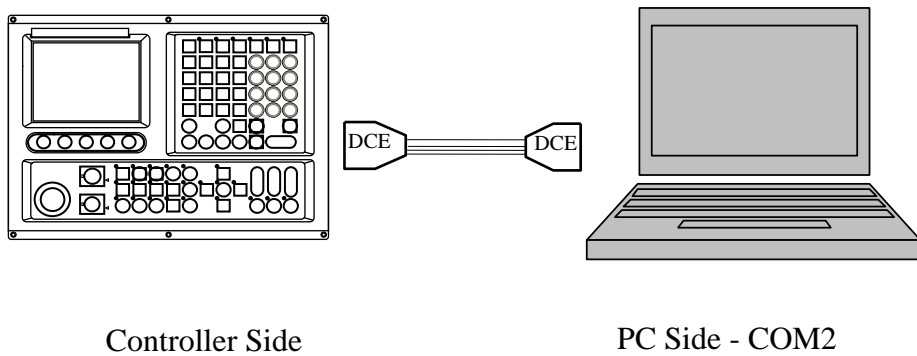 DCE
DCE
Controller Side
PC Side - COM2